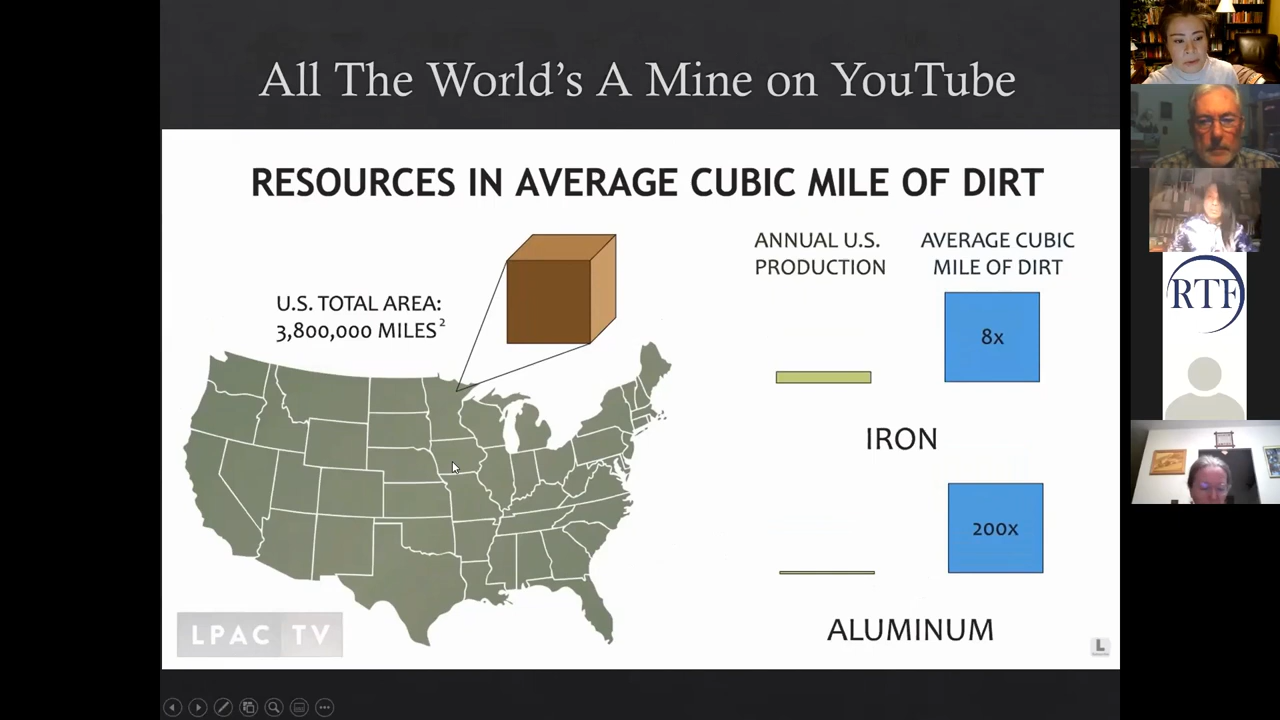 All The World's A Mine on YouTube
RESOURCES IN AVERAGE CUBIC MILE OF DIRT
U.S. TOTAL AREA:
3,800,000 MILES²
ANNUAL U.S.
PRODUCTION
AVERAGE CUBIC
MILE OF DIRT
8x
IRON
200x
ALUMINUM
LPAC TV
L
RTF